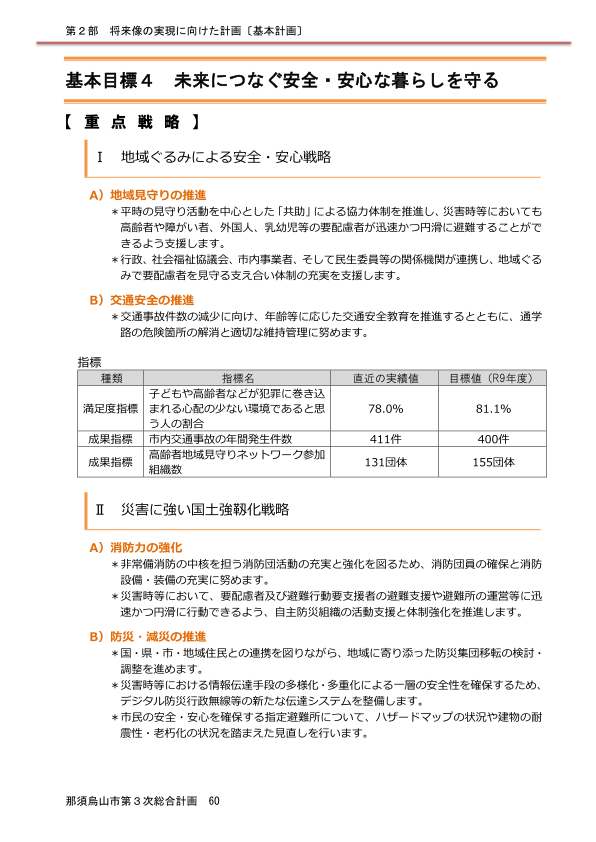 第２部　将来像の実現に向けた計画〔基本計画〕
基本目標４　未来につなぐ安全・安心な暮らしを守る
【 重 点 戦 略 】
Ⅰ　地域ぐるみによる安全・安心戦略
A）地域見守りの推進
＊平時の見守り活動を中心とした「共助」による協力体制を推進し、災害時等においても
高齢者や障がい者、外国人、乳幼児等の要配慮者が迅速かつ円滑に避難することがで
きるよう支援します。
＊行政、社会福祉協議会、市内事業者、そして民生委員等の関係機関が連携し、地域ぐる
みで要配慮者を見守る支え合い体制の充実を支援します。
B）交通安全の推進
＊交通事故件数の減少に向け、年齢等に応じた交通安全教育を推進するとともに、通学
路の危険箇所の解消と適切な維持管理に努めます。
指標
種類　指標名　直近の実績値　目標値（R9年度）
子どもや高齢者などが犯罪に巻き込
満足度指標　まれる心配の少ない環境であると思　78.0%　81.1%
う人の割合
成果指標　市内交通事故の年間発生件数　411件　400件
成果指標　高齢者地域見守りネットワーク参加　131団体　155団体
組織数
Ⅱ　災害に強い国土強靱化戦略
A）消防力の強化
＊非常備消防の中核を担う消防団活動の充実と強化を図るため、消防団員の確保と消防
設備・装備の充実に努めます。
＊災害時等において、要配慮者及び避難行動要支援者の避難支援や避難所の運営等に迅
速かつ円滑に行動できるよう、自主防災組織の活動支援と体制強化を推進します。
B）防災・減災の推進
＊国・県・市・地域住民との連携を図りながら、地域に寄り添った防災集団移転の検討・
調整を進めます。
＊災害時等における情報伝達手段の多様化・多重化による一層の安全性を確保するため、
デジタル防災行政無線等の新たな伝達システムを整備します。
＊市民の安全・安心を確保する指定避難所について、ハザードマップの状況や建物の耐
震性・老朽化の状況を踏まえた見直しを行います。
那須烏山市第３次総合計画　60